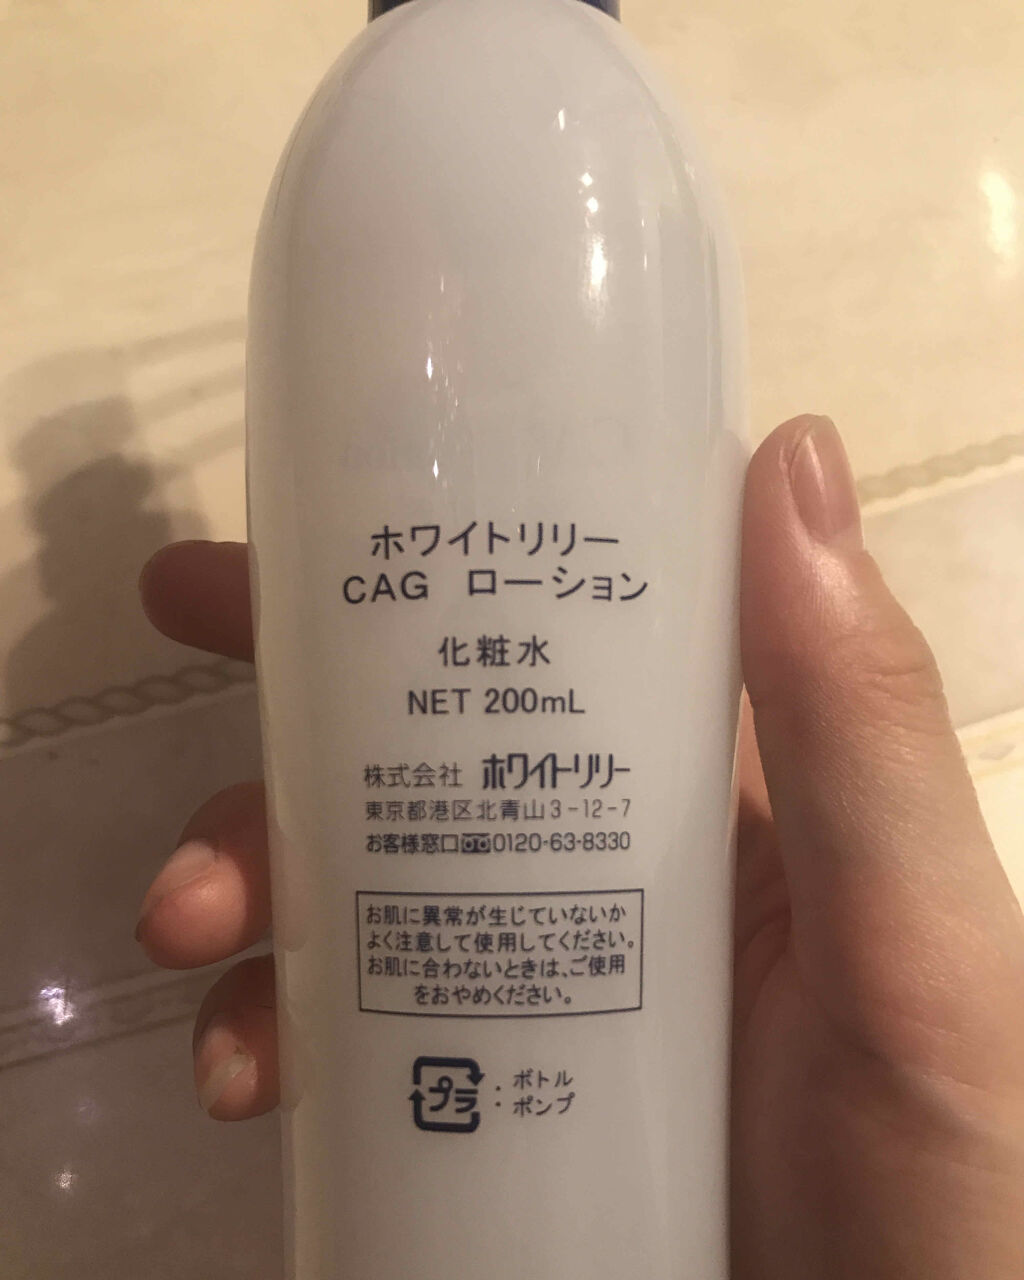 ホワイトリリー
CAG ローション
化粧水
NET 200mL
株式会社 ホワイトリリー
東京都港区北青山3-12-7
お客様窓口0120-63-8330
お肌に異常が生じていないか
よく注意して使用してください。
お肌に合わないときは、ご使用
をおやめください。
プラ : ボトル
ポンプ